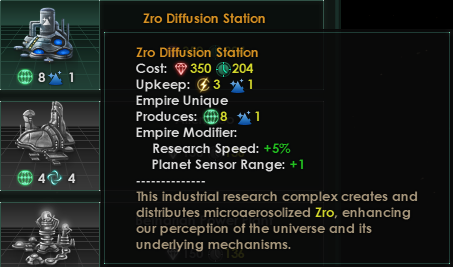 Zro Diffusion Station
Zro Diffusion Station
Cost: 350 204
Upkeep: 3 1
Empire Unique
Produces: 8 1
Empire Modifier:
Research Speed: +5%
Planet Sensor Range: +1
--------------
This industrial research complex creates and
distributes microaerosolized Zro, enhancing
our perception of the universe and its
underlying mechanisms.
8 1
4 4
136